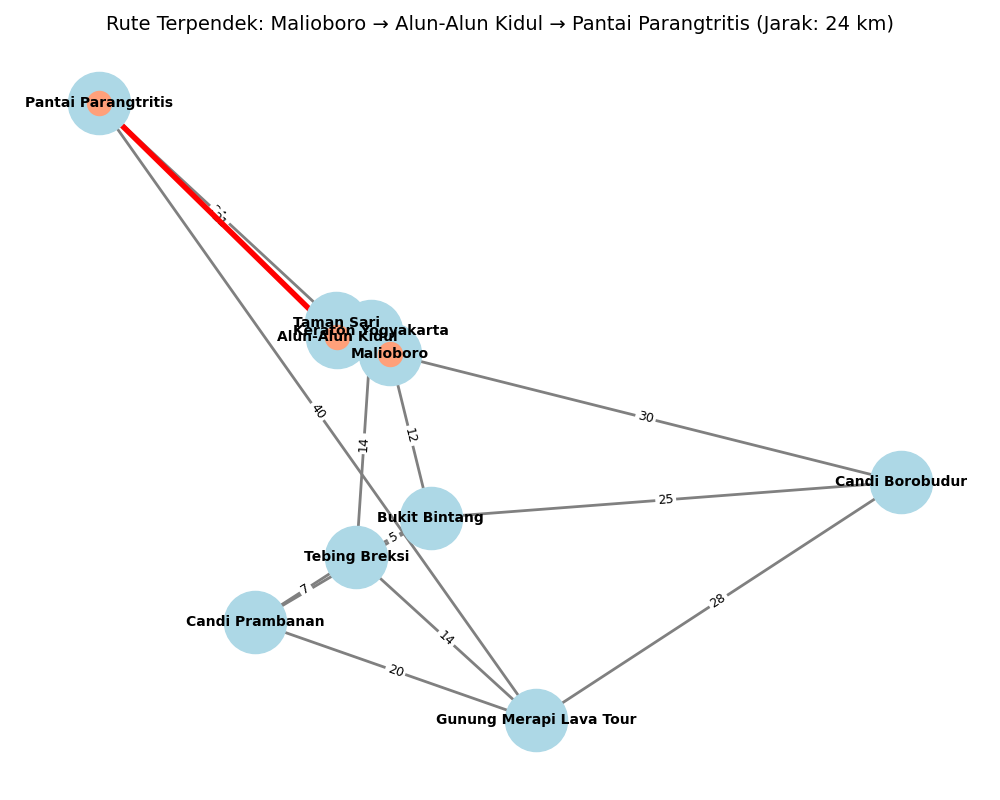 Rute Terpendek: Malioboro → Alun-Alun Kidul → Pantai Parangtritis (Jarak: 24 km)
Pantai Parangtritis
Taman Sari
Keraton Yogyakarta
Alun-Alun Kidul
Malioboro
40
30
14
12
Candi Borobudur
25
Bukit Bintang
5
Tebing Breksi
7
28
Candi Prambanan
14
20
Gunung Merapi Lava Tour